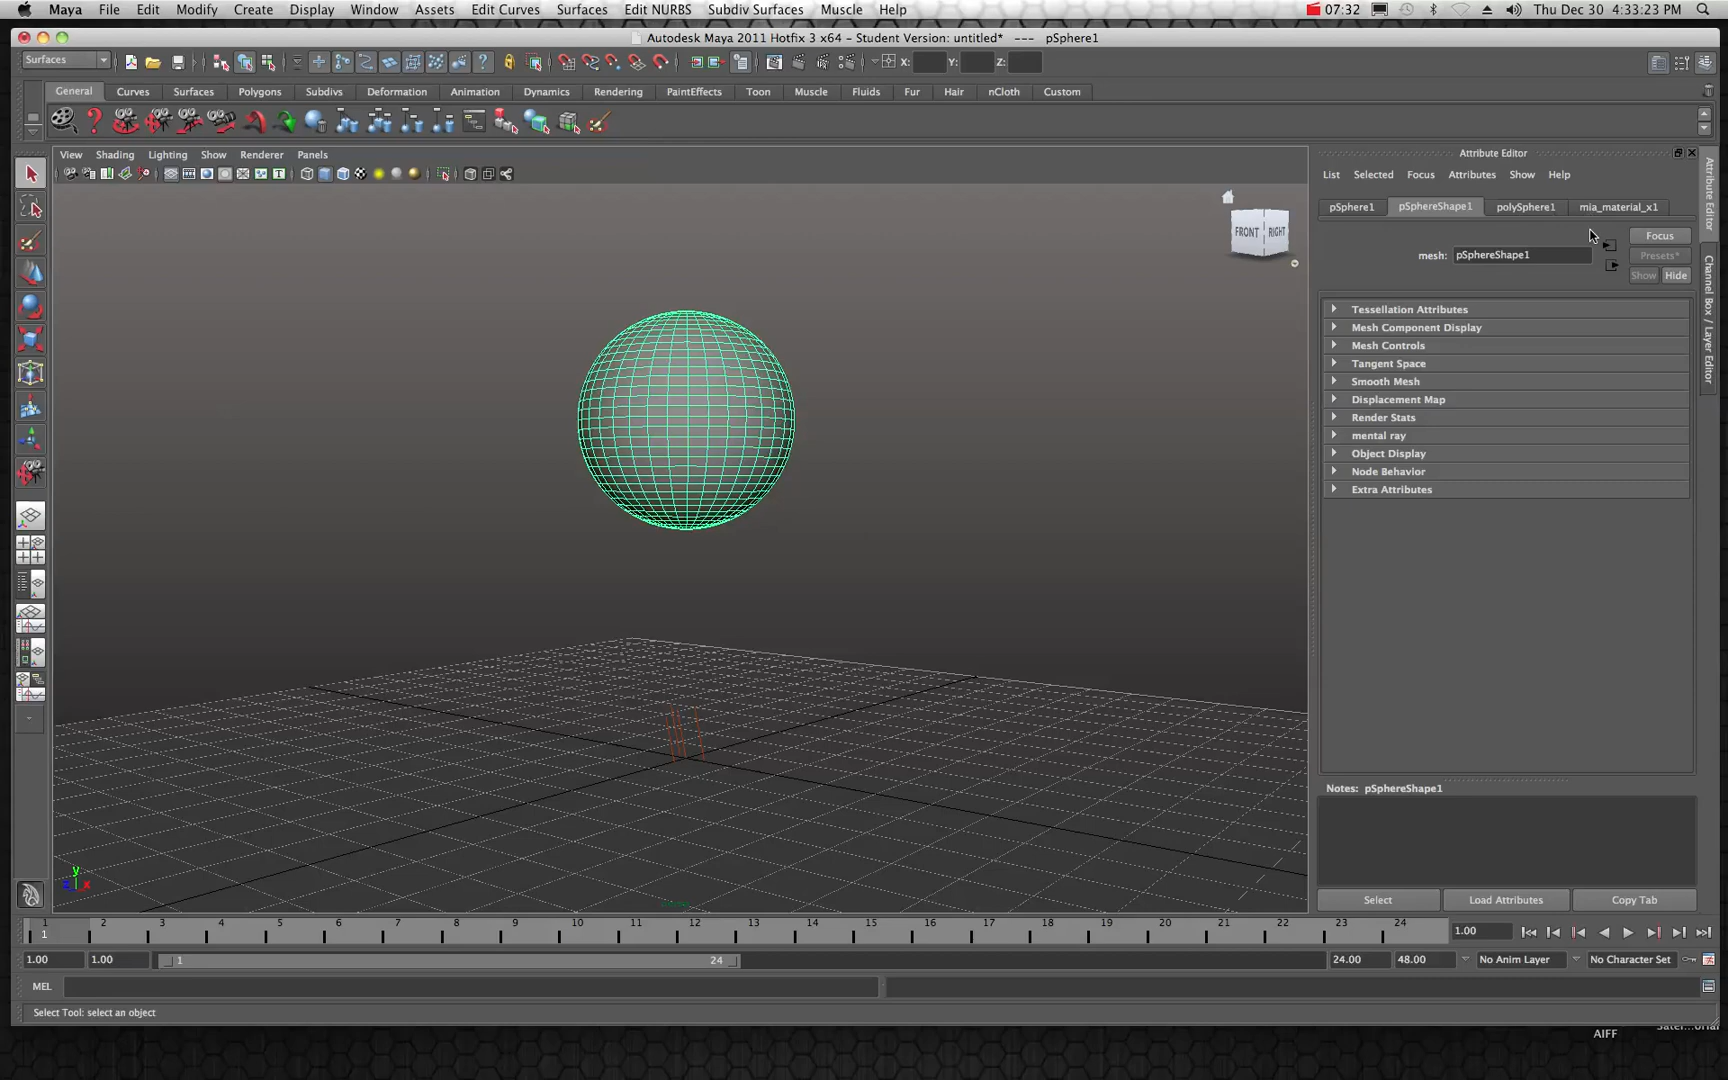 Maya File Edit Modify Create Display Window Assets Edit Curves Surfaces Edit NURBS Subdiv Surfaces Muscle Help 07:32 Thu Dec 30 4:33:23 PM
Autodesk Maya 2011 Hotfix 3 x64 - Student Version: untitled* --- pSphere1
Surfaces X: Y: Z:
General Curves Surfaces Polygons Subdivs Deformation Animation Dynamics Rendering PaintEffects Toon Muscle Fluids Fur Hair nCloth Custom
View Shading Lighting Show Renderer Panels
FRONT RIGHT
Attribute Editor
List Selected Focus Attributes Show Help
pSphere1 pSphereShape1 polySphere1 mia_material_x1
Focus
mesh: pSphereShape1 Presets*
Show Hide
Tessellation Attributes
Mesh Component Display
Mesh Controls
Tangent Space
Smooth Mesh
Displacement Map
Render Stats
mental ray
Object Display
Node Behavior
Extra Attributes
Notes: pSphereShape1
Select Load Attributes Copy Tab
Attribute Editor
Channel Box / Layer Editor
y
z x
1 2 3 4 5 6 7 8 9 10 11 12 13 14 15 16 17 18 19 20 21 22 23 24
1 1.00
1.00 1.00 1 24 24.00 48.00 No Anim Layer No Character Set
MEL
Select Tool: select an object
AIFF